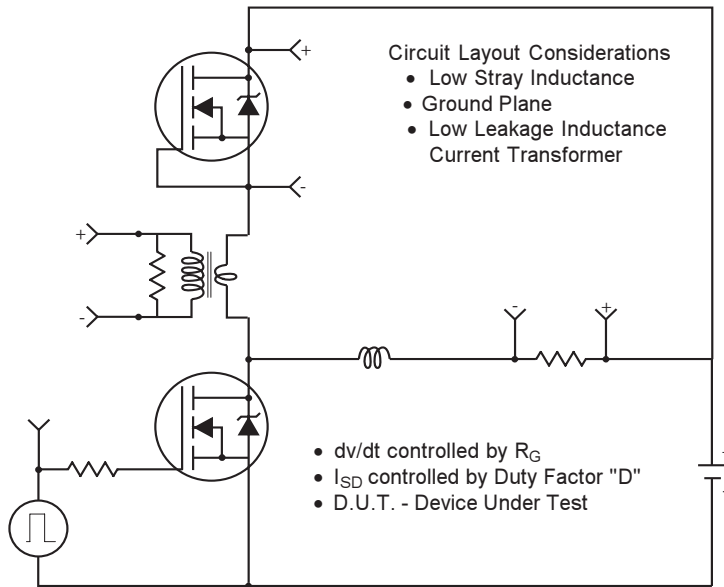 +
Circuit Layout Considerations
• Low Stray Inductance
• Ground Plane
• Low Leakage Inductance
Current Transformer
-
+
-
-
+
• dv/dt controlled by R_G
• I_SD controlled by Duty Factor "D"
• D.U.T. - Device Under Test